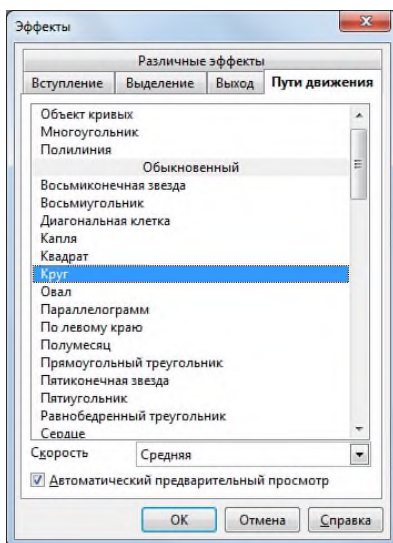 Эффекты
Различные эффекты
Вступление Выделение Выход Пути движения
Объект кривых
Многоугольник
Полилиния
Обыкновенный
Восьмиконечная звезда
Восьмиугольник
Диагональная клетка
Капля
Квадрат
Круг
Овал
Параллелограмм
По левому краю
Полумесяц
Прямоугольный треугольник
Пятиконечная звезда
Пятиугольник
Равнобедренный треугольник
Сердце
Скорость Средняя
Автоматический предварительный просмотр
OK Отмена Справка